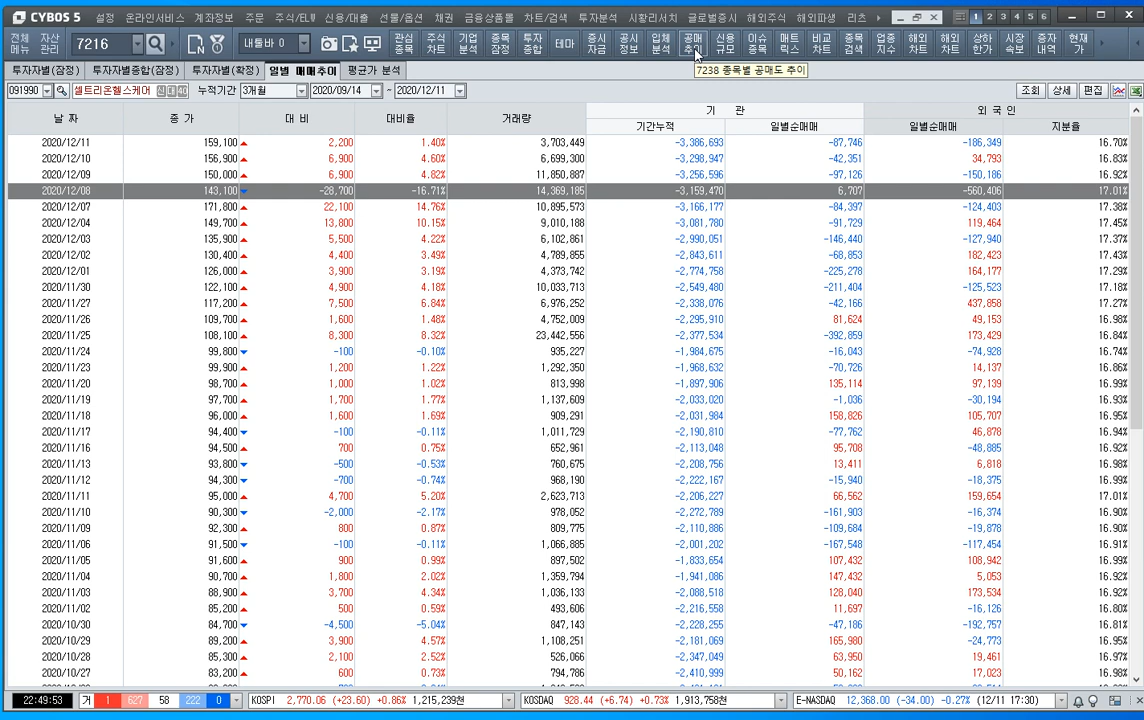 CYBOS 5 설정 온라인서비스 계좌정보 주문 주식/ELW 신용/대출 선물/옵션 채권 금융상품몰 차트/검색 투자분석 시황리서치 글로벌증시 해외주식 해외파생 리츠 1 2 3 4 5 6
전체메뉴 자산관리 7216 내툴바 0 관심종목 주식차트 기업분석 종목잠정 투자종합 테마 증시자금 공시정보 입체분석 공매추이 신용규모 이슈종목 매트릭스 비교차트 종목검색 업종지수 해외차트 해외차트 상하한가 시장속보 증자내역 현재가
투자자별(잠정) 투자자별종합(잠정) 투자자별(확정) 일별 매매추이 평균가 분석 7238 종목별 공매도 추이
091990 셀트리온헬스케어 신 대 40 누적기간 3개월 2020/09/14 ~ 2020/12/11 조회 상세 편집
날 짜 종 가 대 비 대비율 거래량 기 관 외 국 인
기간누적 일별순매매 일별순매매 지분율
2020/12/11 159,100 2,200 1.40% 3,703,449 -3,386,693 -87,746 -186,349 16.70%
2020/12/10 156,900 6,900 4.60% 6,699,300 -3,298,947 -42,351 34,793 16.83%
2020/12/09 150,000 6,900 4.82% 11,850,887 -3,256,596 -97,126 -150,186 16.92%
2020/12/08 143,100 -28,700 -16.71% 14,369,185 -3,159,470 6,707 -560,406 17.01%
2020/12/07 171,800 22,100 14.76% 10,895,573 -3,166,177 -84,397 -124,403 17.38%
2020/12/04 149,700 13,800 10.15% 9,010,188 -3,081,780 -91,729 119,464 17.45%
2020/12/03 135,900 5,500 4.22% 6,102,861 -2,990,051 -146,440 -127,940 17.37%
2020/12/02 130,400 4,400 3.49% 4,789,855 -2,843,611 -68,853 182,423 17.43%
2020/12/01 126,000 3,900 3.19% 4,373,742 -2,774,758 -225,278 164,177 17.29%
2020/11/30 122,100 4,900 4.18% 10,033,713 -2,549,480 -211,404 -125,523 17.18%
2020/11/27 117,200 7,500 6.84% 6,976,252 -2,338,076 -42,166 437,858 17.27%
2020/11/26 109,700 1,600 1.48% 4,752,009 -2,295,910 81,624 49,153 16.98%
2020/11/25 108,100 8,300 8.32% 23,442,556 -2,377,534 -392,859 173,429 16.84%
2020/11/24 99,800 -100 -0.10% 935,227 -1,984,675 -16,043 -74,928 16.74%
2020/11/23 99,900 1,200 1.22% 1,292,350 -1,968,632 -70,726 14,137 16.86%
2020/11/20 98,700 1,000 1.02% 813,998 -1,897,906 135,114 97,139 16.99%
2020/11/19 97,700 1,700 1.77% 1,137,609 -2,033,020 -1,036 -30,194 16.93%
2020/11/18 96,000 1,600 1.69% 909,291 -2,031,984 158,826 105,707 16.95%
2020/11/17 94,400 -100 -0.11% 1,011,729 -2,190,810 -77,762 46,878 16.94%
2020/11/16 94,500 700 0.75% 652,961 -2,113,048 95,708 -48,885 16.92%
2020/11/13 93,800 -500 -0.53% 760,675 -2,208,756 13,411 6,818 16.98%
2020/11/12 94,300 -700 -0.74% 968,190 -2,222,167 -15,940 -18,375 16.99%
2020/11/11 95,000 4,700 5.20% 2,623,713 -2,206,227 66,562 159,654 17.01%
2020/11/10 90,300 -2,000 -2.17% 978,052 -2,272,789 -161,903 -16,374 16.90%
2020/11/09 92,300 800 0.87% 809,775 -2,110,886 -109,684 -19,878 16.90%
2020/11/06 91,500 -100 -0.11% 1,066,885 -2,001,202 -167,548 -117,454 16.91%
2020/11/05 91,600 900 0.99% 897,502 -1,833,654 107,432 108,942 16.99%
2020/11/04 90,700 1,800 2.02% 1,359,794 -1,941,086 147,432 5,053 16.92%
2020/11/03 88,900 3,700 4.34% 1,036,133 -2,088,518 128,040 173,534 16.92%
2020/11/02 85,200 500 0.59% 493,606 -2,216,558 11,697 -16,126 16.80%
2020/10/30 84,700 -4,500 -5.04% 847,143 -2,228,255 -47,186 -192,757 16.81%
2020/10/29 89,200 3,900 4.57% 1,108,251 -2,181,069 165,980 -24,773 16.95%
2020/10/28 85,300 2,100 2.52% 526,066 -2,347,049 63,950 19,461 16.97%
2020/10/27 83,200 600 0.73% 794,786 -2,410,999 50,162 17,023 16.98%
22:49:53 거 1 627 58 222 0 KOSPI 2,770.06 (+23.60) +0.86% 1,215,239천 KOSDAQ 928.44 (+6.74) +0.73% 1,913,758천 E-NASDAQ 12,368.00 (-34.00) -0.27% (12/11 17:30)